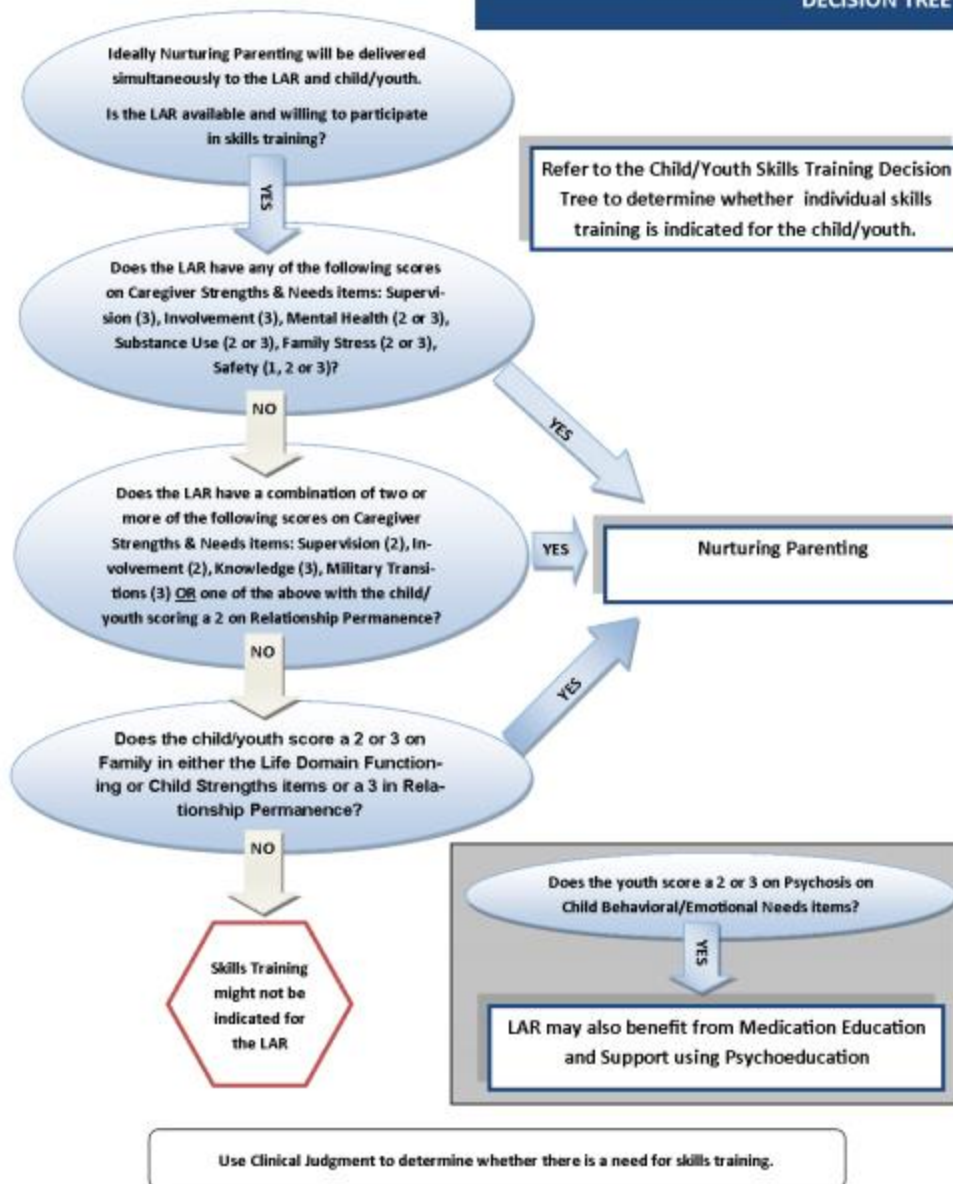 DECISION TREE
Ideally Nurturing Parenting will be delivered
simultaneously to the LAR and child/youth.
Is the LAR available and willing to participate
in skills training?
YES
Refer to the Child/Youth Skills Training Decision
Tree to determine whether individual skills
training is indicated for the child/youth.
Does the LAR have any of the following scores
on Caregiver Strengths & Needs items: Supervi-
sion (3), Involvement (3), Mental Health (2 or 3),
Substance Use (2 or 3), Family Stress (2 or 3),
Safety (1, 2 or 3)?
NO
YES
Does the LAR have a combination of two or
more of the following scores on Caregiver
Strengths & Needs items: Supervision (2), In-
volvement (2), Knowledge (3), Military Transi-
tions (3) OR one of the above with the child/
youth scoring a 2 on Relationship Permanence?
YES
Nurturing Parenting
NO
YES
Does the child/youth score a 2 or 3 on
Family in either the Life Domain Function-
ing or Child Strengths items or a 3 in Rela-
tionship Permanence?
NO
Skills Training
might not be
indicated for
the LAR
Does the youth score a 2 or 3 on Psychosis on
Child Behavioral/Emotional Needs items?
YES
LAR may also benefit from Medication Education
and Support using Psychoeducation
Use Clinical Judgment to determine whether there is a need for skills training.